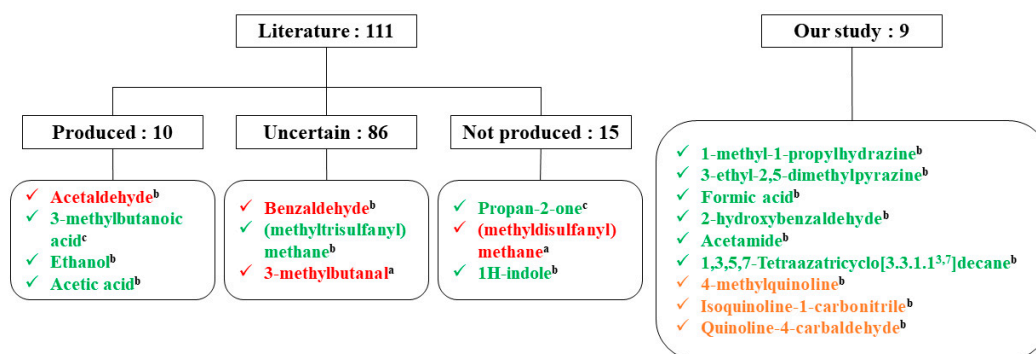 Literature : 111
Our study : 9
Produced : 10
Uncertain : 86
Not produced : 15
✓ Acetaldehydeᵇ
✓ 3-methylbutanoic
acidᶜ
✓ Ethanolᵇ
✓ Acetic acidᵇ
✓ Benzaldehydeᵇ
✓ (methyltrisulfanyl)
methaneᵇ
✓ 3-methylbutanalᵃ
✓ Propan-2-oneᶜ
✓ (methyldisulfanyl)
methaneᵃ
✓ 1H-indoleᵇ
✓ 1-methyl-1-propylhydrazineᵇ
✓ 3-ethyl-2,5-dimethylpyrazineᵇ
✓ Formic acidᵇ
✓ 2-hydroxybenzaldehydeᵇ
✓ Acetamideᵇ
✓ 1,3,5,7-Tetraazatricyclo[3.3.1.1³,⁷]decaneᵇ
✓ 4-methylquinolineᵇ
✓ Isoquinoline-1-carbonitrileᵇ
✓ Quinoline-4-carbaldehydeᵇ